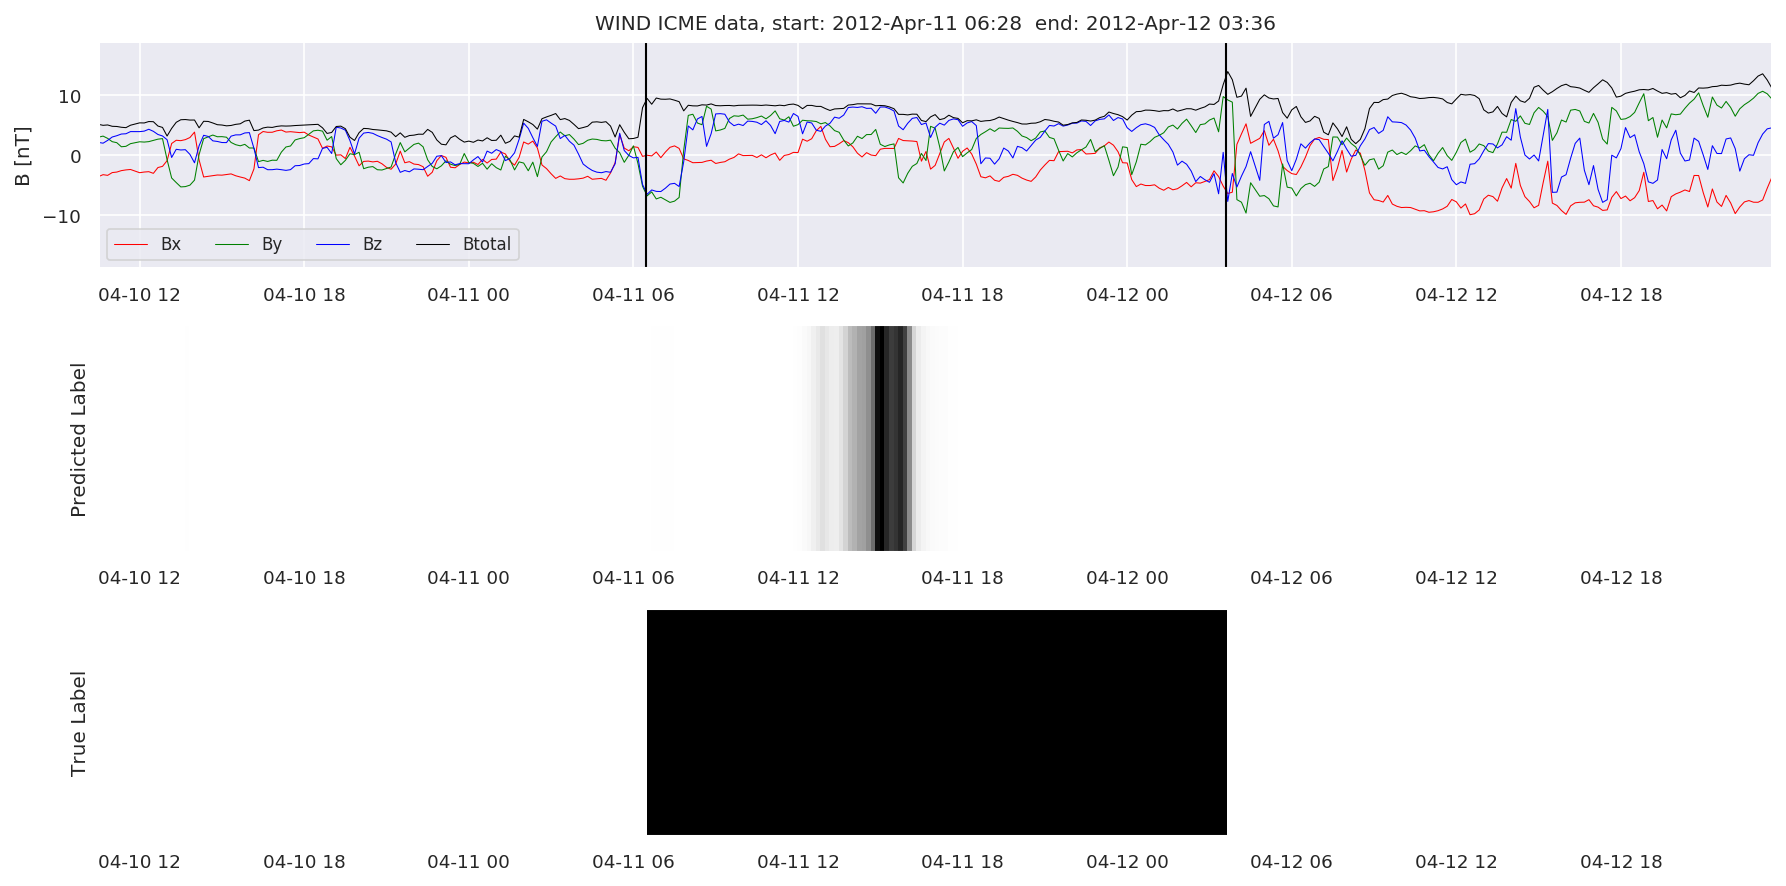 WIND ICME data, start: 2012-Apr-11 06:28  end: 2012-Apr-12 03:36
B [nT]
10
0
−10
Bx By Bz Btotal
04-10 12 04-10 18 04-11 00 04-11 06 04-11 12 04-11 18 04-12 00 04-12 06 04-12 12 04-12 18
Predicted Label
04-10 12 04-10 18 04-11 00 04-11 06 04-11 12 04-11 18 04-12 00 04-12 06 04-12 12 04-12 18
True Label
04-10 12 04-10 18 04-11 00 04-11 06 04-11 12 04-11 18 04-12 00 04-12 06 04-12 12 04-12 18